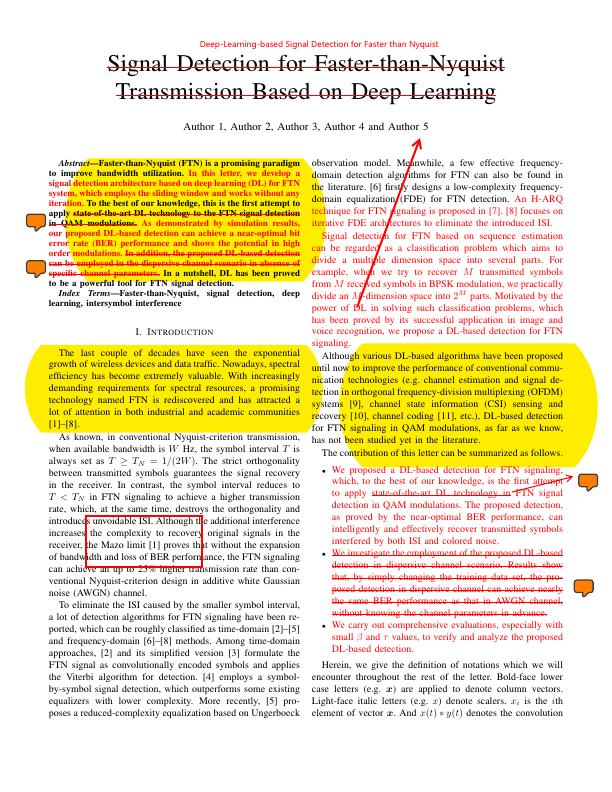 Deep-Learning-based Signal Detection for Faster than Nyquist
Signal Detection for Faster-than-Nyquist
Transmission Based on Deep Learning
Author 1, Author 2, Author 3, Author 4 and Author 5
Abstract—Faster-than-Nyquist (FTN) is a promising paradigm
to improve bandwidth utilization. In this letter, we develop a
signal detection architecture based on deep learning (DL) for FTN
system, which employs the sliding window and works without any
iteration. To the best of our knowledge, this is the first attempt to
apply state-of-the-art DL technology to the FTN signal detection
in QAM modulations. As demonstrated by simulation results,
our proposed DL-based detection can achieve a near-optimal bit
error rate (BER) performance and shows the potential in high
order modulations. In addition, the proposed DL-based detection
can be employed in the dispersive channel scenario in absence of
specific channel parameters. In a nutshell, DL has been proved
to be a powerful tool for FTN signal detection.
Index Terms—Faster-than-Nyquist, signal detection, deep
learning, intersymbol interference
I. INTRODUCTION
The last couple of decades have seen the exponential
growth of wireless devices and data traffic. Nowadays, spectral
efficiency has become extremely valuable. With increasingly
demanding requirements for spectral resources, a promising
technology named FTN is rediscovered and has attracted a
lot of attention in both industrial and academic communities
[1]–[8].
As known, in conventional Nyquist-criterion transmission,
when available bandwidth is W Hz, the symbol interval T is
always set as T ≥ T_N = 1/(2W). The strict orthogonality
between transmitted symbols greatly simplifies the research
in the receiver. In contrast, the symbol interval reduces to
T < T_N in FTN signaling to achieve a higher transmission
rate, which, at the same time, destroys the orthogonality and
introduces unvoidable ISI. Although the additional interference
increases the complexity to recovery original signals in the
receiver, the Mazo limit [1] proves that without the expansion
of bandwidth and loss of BER performance, the FTN signaling
can achieve up to 25% higher transmission rate than con-
ventional Nyquist-criterion design in additive white Gaussian
noise (AWGN) channel.
To eliminate the ISI caused by the smaller symbol interval,
a lot of detection algorithms for FTN signaling have been re-
ported, which can be roughly classified as time-domain [2]–[5]
and frequency-domain [6]–[8] methods. Among time-domain
approaches, [2] and its simplified version [3] formulate the
FTN signal as convolutionally encoded symbols and applies
the Viterbi algorithm for detection. [4] employs a symbol-
by-symbol signal detection, which outperforms some existing
equalizers with lower complexity. More recently, [5] pro-
poses a reduced-complexity equalization based on Ungerboeck
observation model. Meanwhile, a few effective frequency-
domain detection algorithms for FTN can also be found in
the literature. [6] firstly designs a low-complexity frequency-
domain equalization (FDE) for FTN detection. An H-ARQ
technique for FTN signaling is proposed in [7]. [8] focuses on
iterative FDE architectures to eliminate the introduced ISI.
Signal detection for FTN based on sequence estimation
can be regarded as a classification problem which aims to
divide a multiple dimension space into several parts. For
example, when we try to recover M transmitted symbols
from M received symbols in BPSK modulation, we practically
divide an M-dimension space into 2^M parts. Motivated by the
power of DL in solving such classification problems, which
has been proved by its successful application in image and
voice recognition, we propose a DL-based detection for FTN
signaling.
Although various DL-based algorithms have been proposed
until now to improve the performance of conventional commu-
nication technologies (e.g. channel estimation and signal de-
tection in orthogonal frequency-division multiplexing (OFDM)
systems [9], channel state information (CSI) sensing and
recovery [10], channel coding [11], etc.), DL-based detection
for FTN signaling in QAM modulations, as far as we know,
has not been studied yet in the literature.
The contribution of this letter can be summarized as follows.
• We proposed a DL-based detection for FTN signaling,
which, to the best of our knowledge, is the first attempt
to apply state-of-the-art DL technology in FTN signal
detection in QAM modulations. The proposed detection,
as proved by the near-optimal BER performance, can
intelligently and effectively recover transmitted symbols
interfered by both ISI and colored noise.
• We investigate the employment of the proposed DL-based
detection in dispersive channel scenario. Results show
that, by simply changing the training data set, the pro-
posed detection in dispersive channel can achieve nearly
the same BER performance as that in AWGN channel,
without knowing the channel parameters in advance.
• We carry out comprehensive evaluations, especially with
small β and τ values, to verify and analyze the proposed
DL-based detection.
Herein, we give the definition of notations which we will
encounter throughout the rest of the letter. Bold-face lower
case letters (e.g. x) are applied to denote column vectors.
Light-face italic letters (e.g. x) denote scalers. x_i is the ith
element of vector x. And x(t) * y(t) denotes the convolution